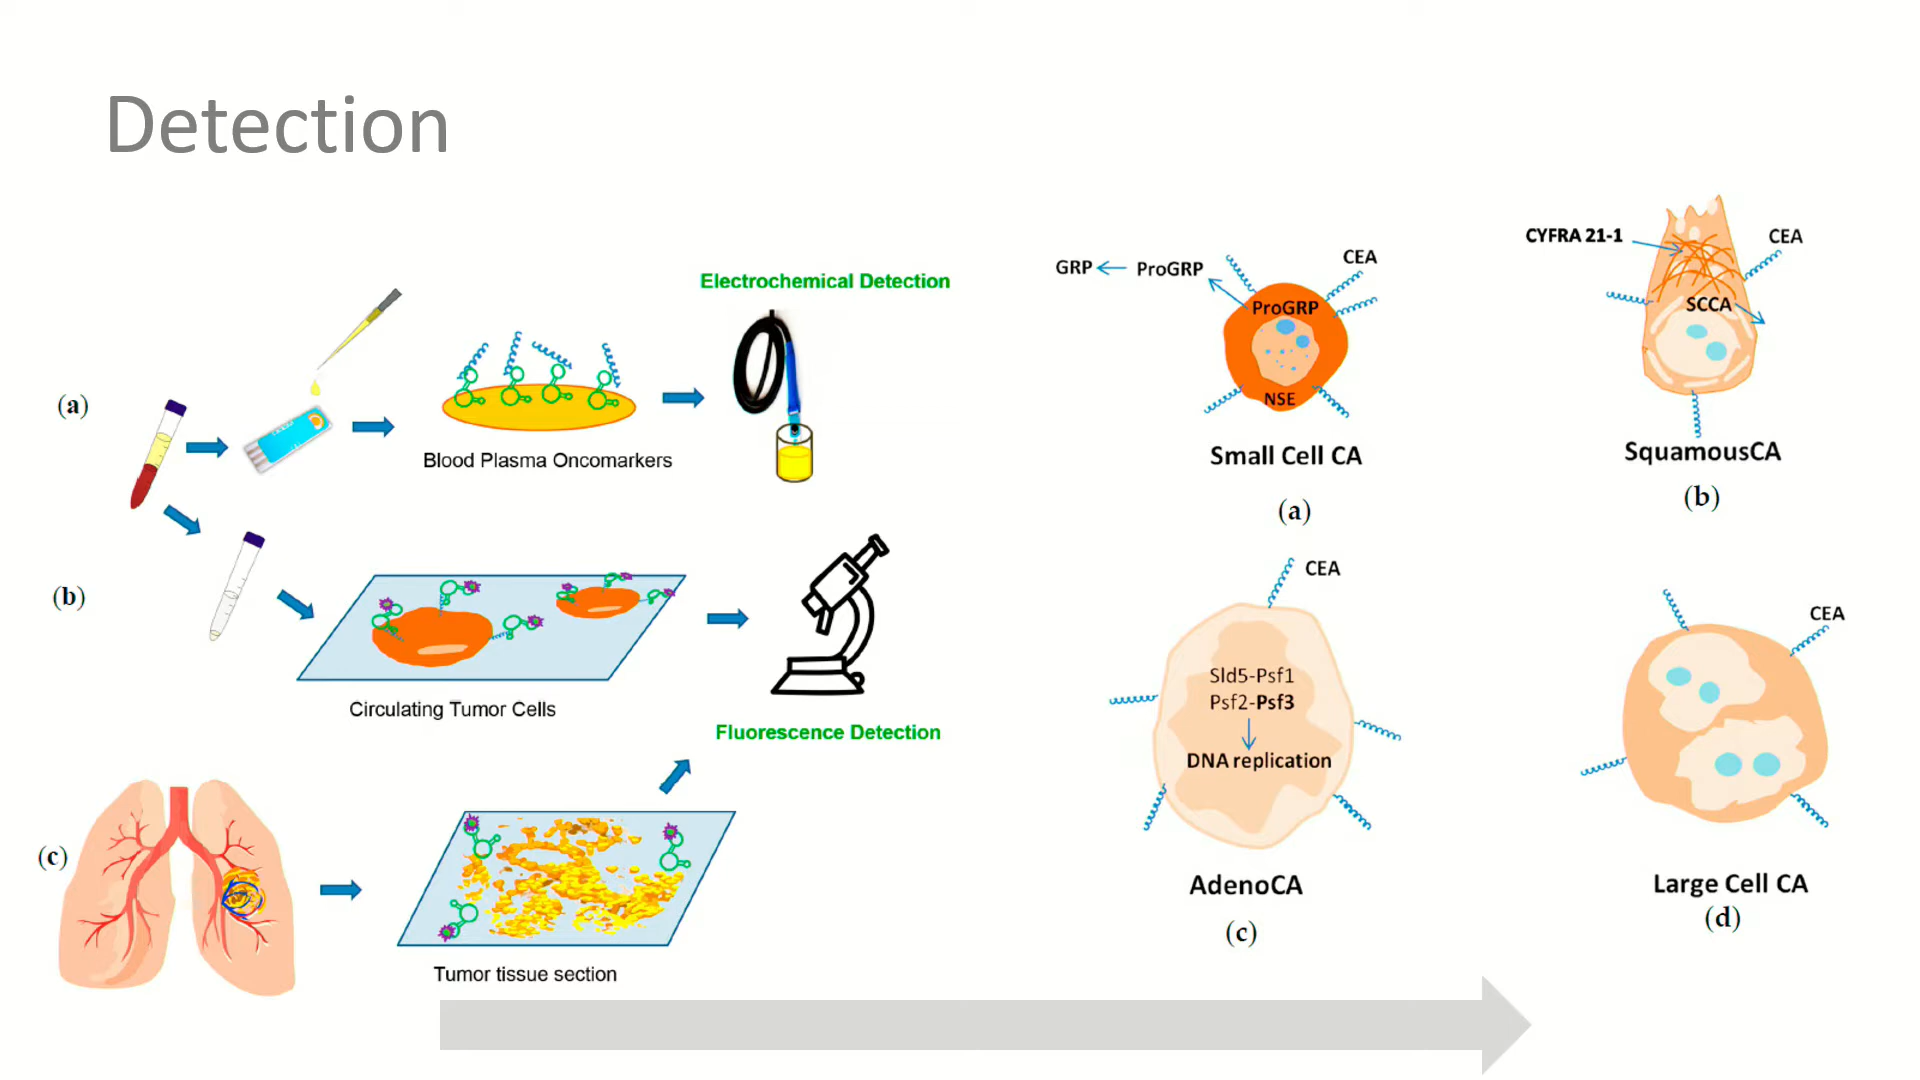 Detection
Electrochemical Detection
(a)
Blood Plasma Oncomarkers
(b)
Circulating Tumor Cells
Fluorescence Detection
(c)
Tumor tissue section
GRP
ProGRP
CEA
ProGRP
NSE
Small Cell CA
(a)
CYFRA 21-1
CEA
SCCA
SquamousCA
(b)
CEA
Sld5-Psf1
Psf2-Psf3
DNA replication
AdenoCA
(c)
CEA
Large Cell CA
(d)